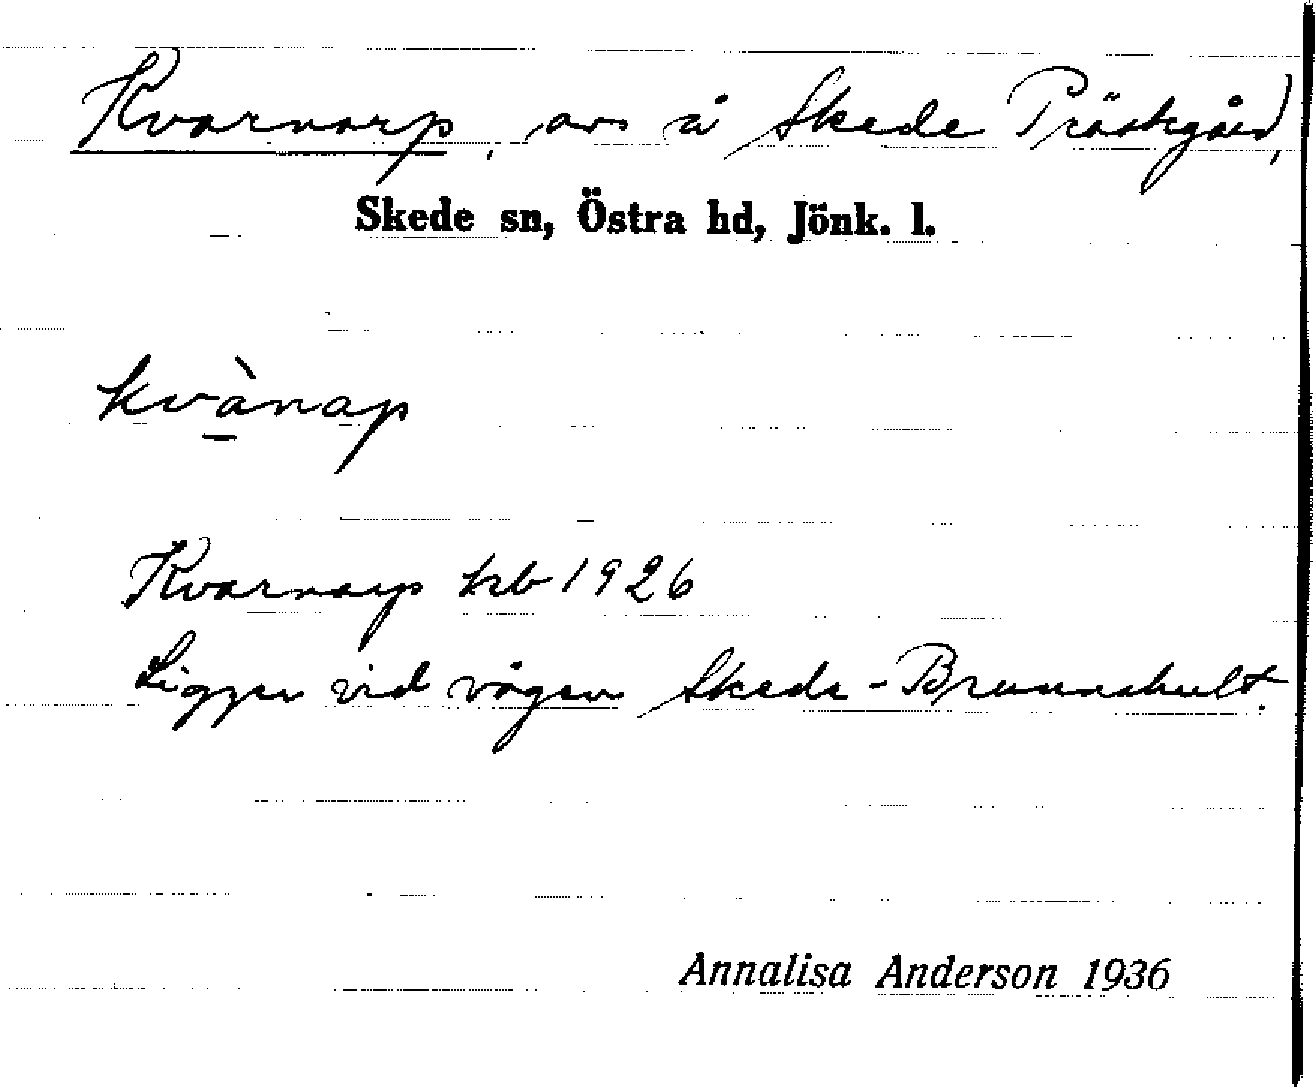 Kvarnarp, avs å Skede Prästgård,
Skede sn, Östra hd, Jönk. l.
kvànap
Kvarnarp kb 1926
Ligger vid vägen Skede - Brunnshult.
Annalisa Anderson 1936